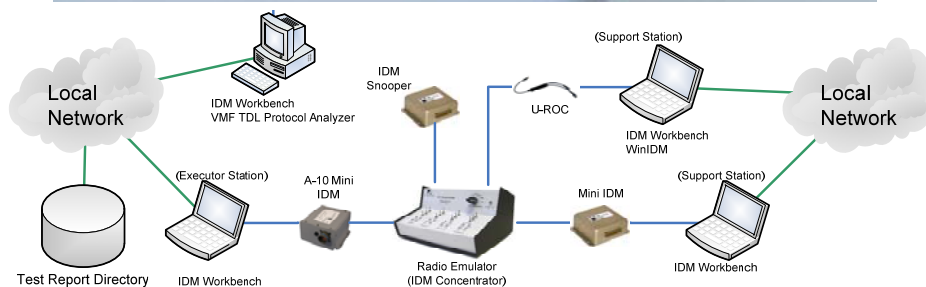 (Support Station)
IDM
Snooper
Local
Network
IDM Workbench
VMF TDL Protocol Analyzer
U-ROC
IDM Workbench
WinIDM
Local
Network
(Executor Station)
A-10 Mini
IDM
Mini IDM
(Support Station)
Test Report Directory
IDM Workbench
Radio Emulator
(IDM Concentrator)
IDM Workbench